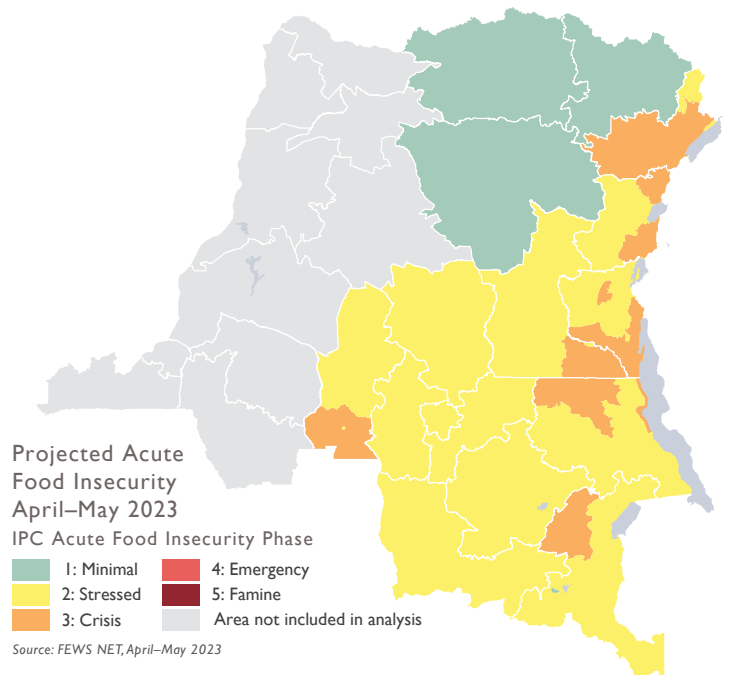 Projected Acute
Food Insecurity
April–May 2023
IPC Acute Food Insecurity Phase
1: Minimal
2: Stressed
3: Crisis
4: Emergency
5: Famine
Area not included in analysis
Source: FEWS NET, April–May 2023